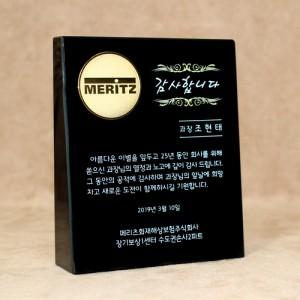 MERITZ
감사합니다
과장 조 현 태
아름다운 이별을 앞두고 25년 동안 회사를 위해
쏟으신 과장님의 열정과 노고에 깊이 감사 드립니다.
그 동안의 공적에 감사하며 과장님의 앞날에 희망
차고 새로운 도전이 함께하시길 기원합니다.
2019년 3월 10일
메리츠화재해상보험주식회사
장기보상1센터 수도권손사2파트